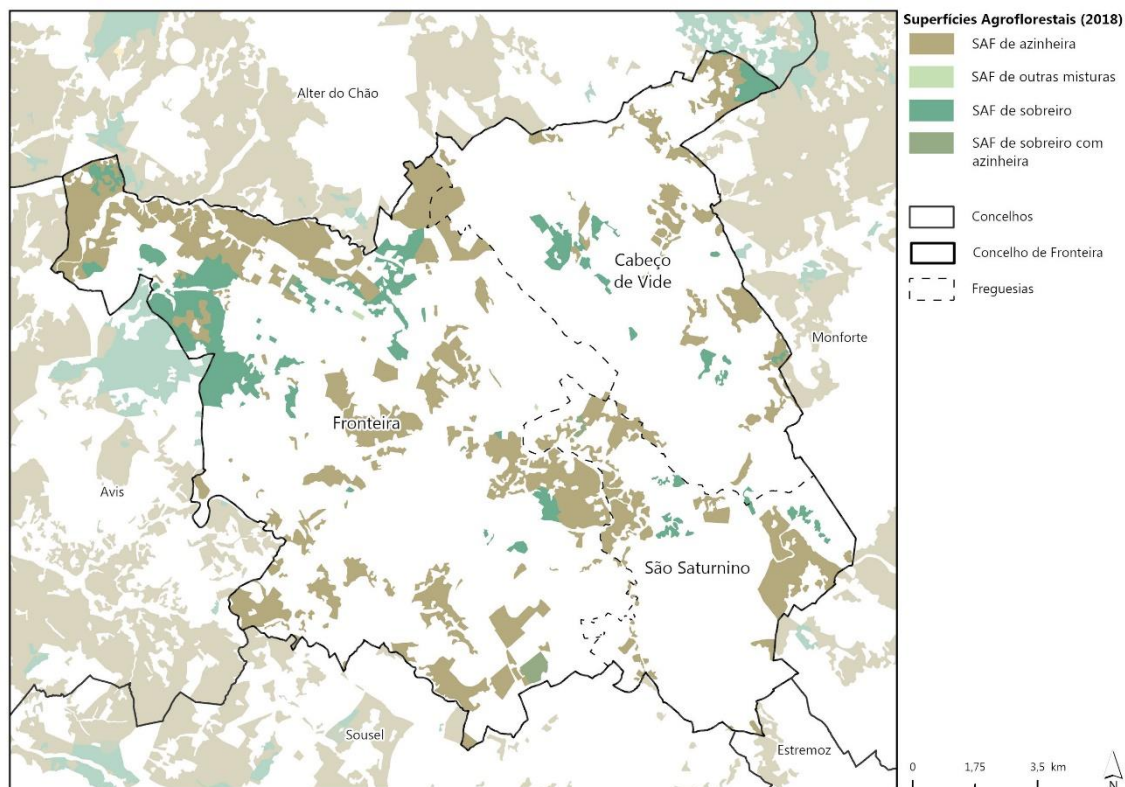 Superfícies Agroflorestais (2018)
SAF de azinheira
SAF de outras misturas
SAF de sobreiro
SAF de sobreiro com
azinheira
Concelhos
Concelho de Fronteira
Freguesias
Alter do Chão
Cabeço
de Vide
Monforte
Fronteira
Avis
São Saturnino
Sousel
Estremoz
0 1,75 3,5 km
N